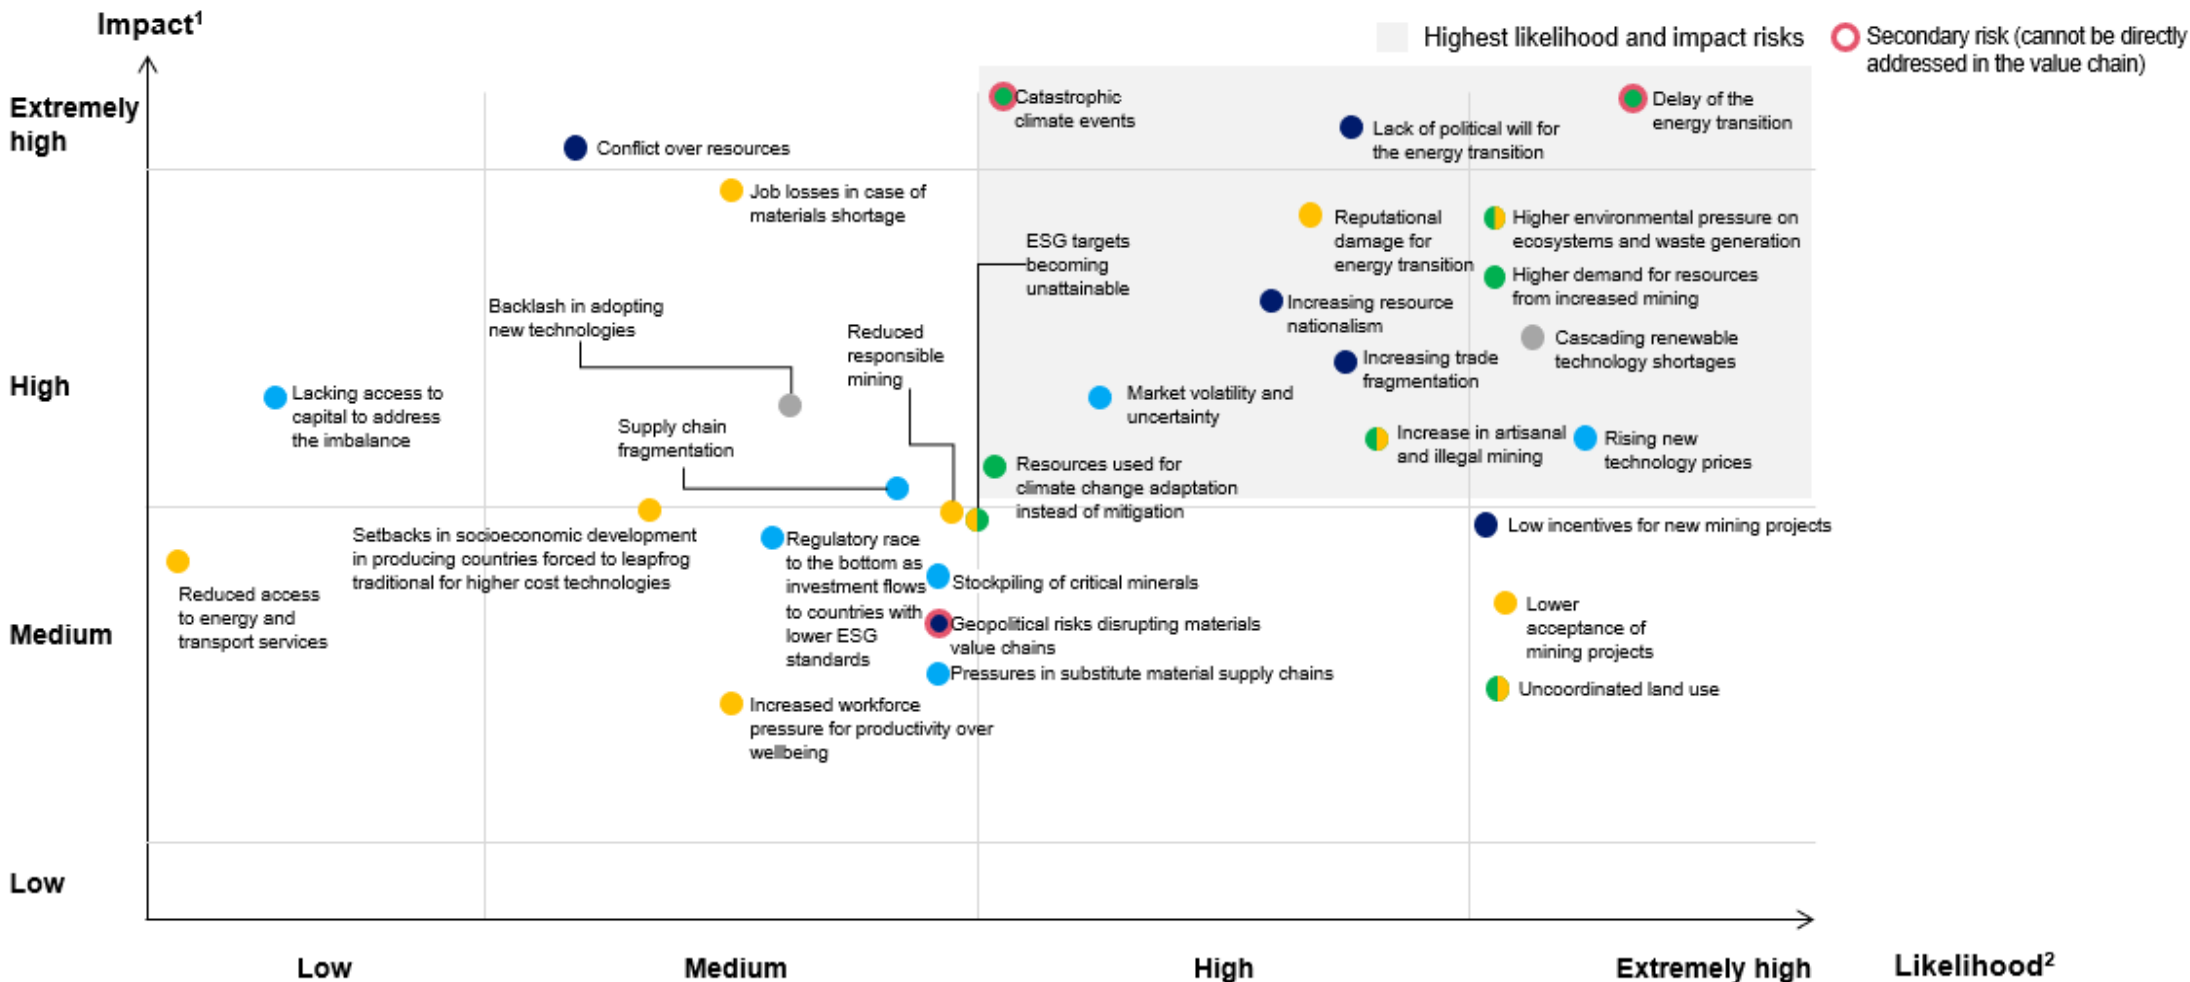 Impact¹
Highest likelihood and impact risks
Secondary risk (cannot be directly
addressed in the value chain)
Extremely
high
Catastrophic
climate events
Delay of the
energy transition
Lack of political will for
the energy transition
Conflict over resources
Job losses in case of
materials shortage
Reputational
damage for
energy transition
Higher environmental pressure on
ecosystems and waste generation
ESG targets
becoming
unattainable
Higher demand for resources
from increased mining
Backlash in adopting
new technologies
Increasing resource
nationalism
Reduced
responsible
mining
Cascading renewable
technology shortages
Increasing trade
fragmentation
High
Lacking access to
capital to address
the imbalance
Market volatility and
uncertainty
Supply chain
fragmentation
Increase in artisanal
and illegal mining
Rising new
technology prices
Resources used for
climate change adaptation
instead of mitigation
Setbacks in socioeconomic development
in producing countries forced to leapfrog
traditional for higher cost technologies
Regulatory race
to the bottom as
investment flows
to countries with
lower ESG
standards
Low incentives for new mining projects
Stockpiling of critical minerals
Reduced access
to energy and
transport services
Lower
acceptance of
mining projects
Medium
Geopolitical risks disrupting materials
value chains
Pressures in substitute material supply chains
Uncoordinated land use
Increased workforce
pressure for productivity over
wellbeing
Low
Low
Medium
High
Extremely high
Likelihood²